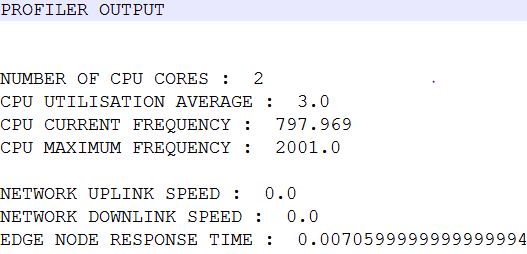 PROFILER OUTPUT
NUMBER OF CPU CORES :  2
CPU UTILISATION AVERAGE :  3.0
CPU CURRENT FREQUENCY :  797.969
CPU MAXIMUM FREQUENCY :  2001.0
NETWORK UPLINK SPEED :  0.0
NETWORK DOWNLINK SPEED :  0.0
EDGE NODE RESPONSE TIME :  0.0070599999999999994